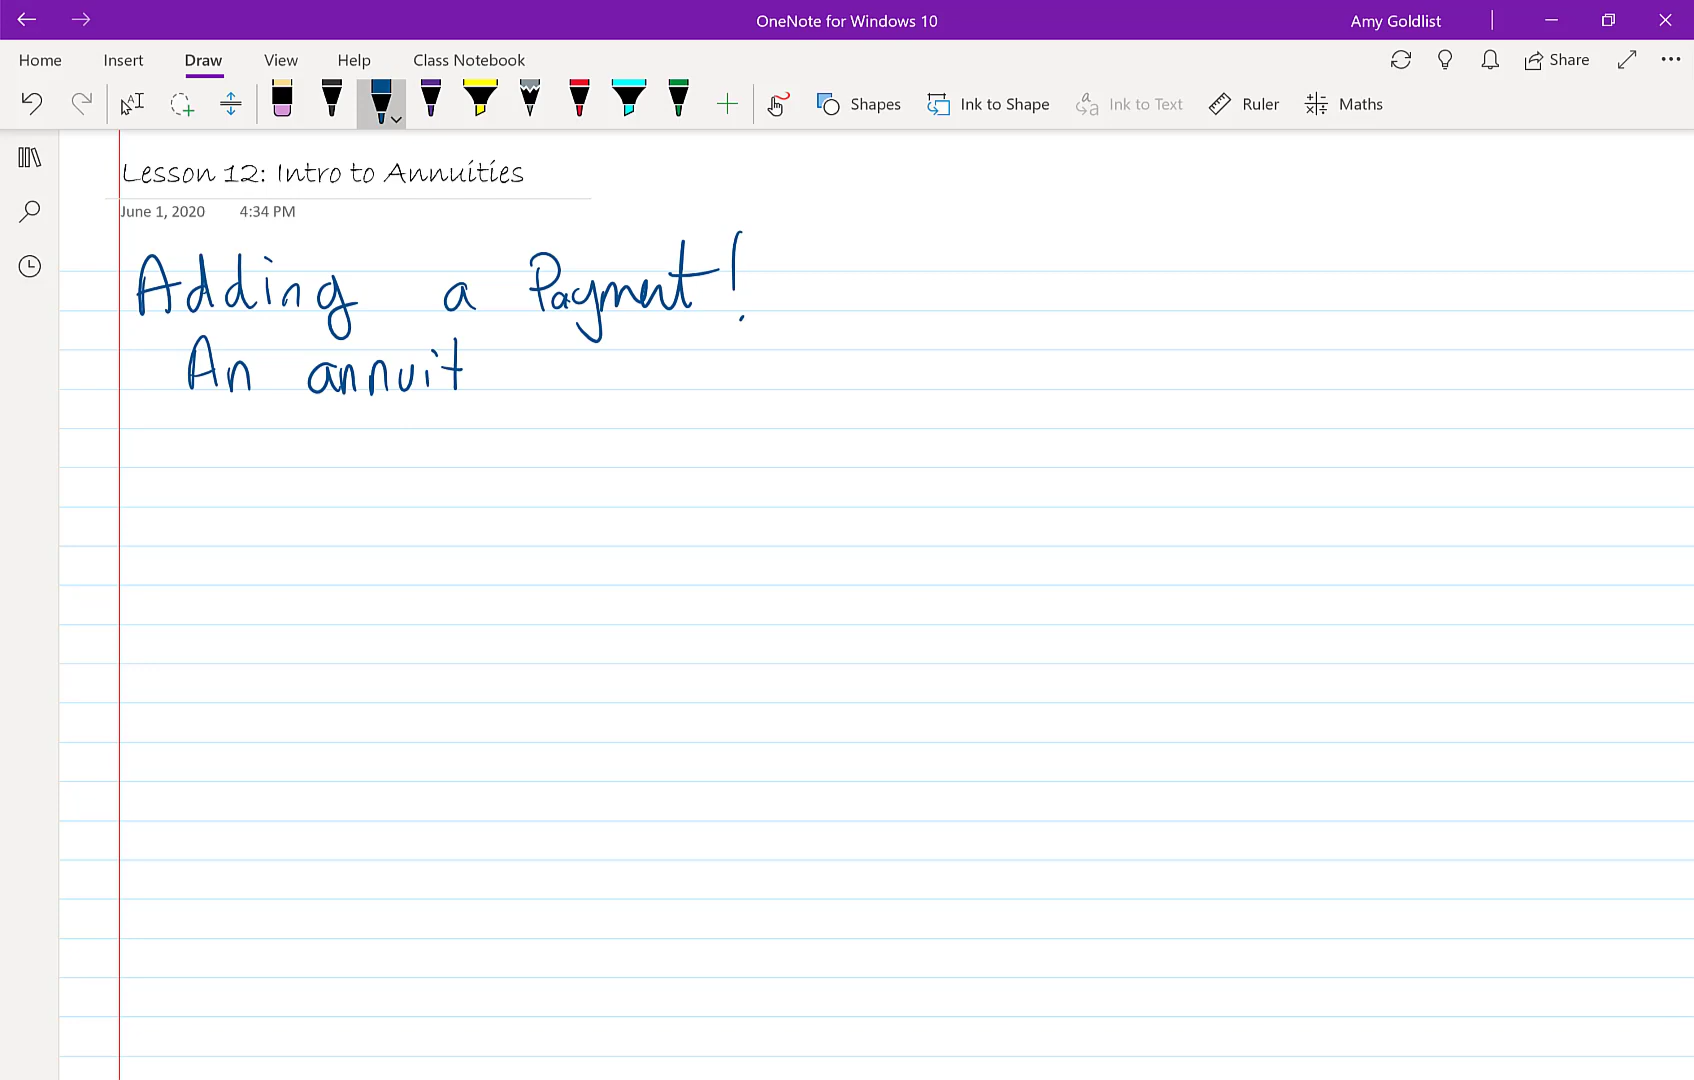 OneNote for Windows 10
Amy Goldlist
Home Insert Draw View Help Class Notebook
Share
Shapes Ink to Shape Ink to Text Ruler Maths
Lesson 12: Intro to Annuities
June 1, 2020 4:34 PM
Adding a Payment!
An annuit